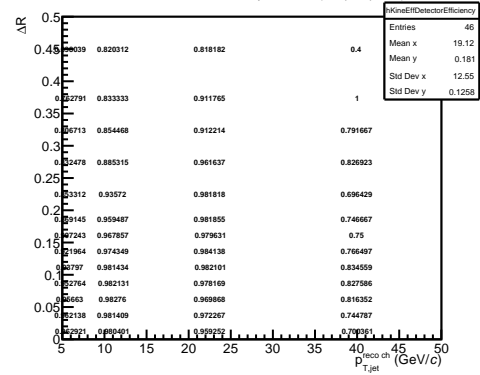 hKineEffDetectorEfficiency
Entries 46
Mean x 19.12
Mean y 0.181
Std Dev x 12.55
Std Dev y 0.1258
ΔR
0.5
0.820312 0.818182 0.4
0.45
0.4
0.833333 0.911765 1
0.35
0.854468 0.912214 0.791667
0.3
0.885315 0.961637 0.826923
0.25
0.93572 0.981818 0.696429
0.2
0.959487 0.981855 0.746667
0.967857 0.979631 0.75
0.15
0.974349 0.984138 0.766497
0.981434 0.982101 0.834559
0.1
0.982131 0.978169 0.827586
0.98276 0.969868 0.816352
0.05
0.981409 0.972267 0.744787
0.980401 0.959252 0.700361
0
5 10 15 20 25 30 35 40 45 50
p reco ch T,jet (GeV/c)